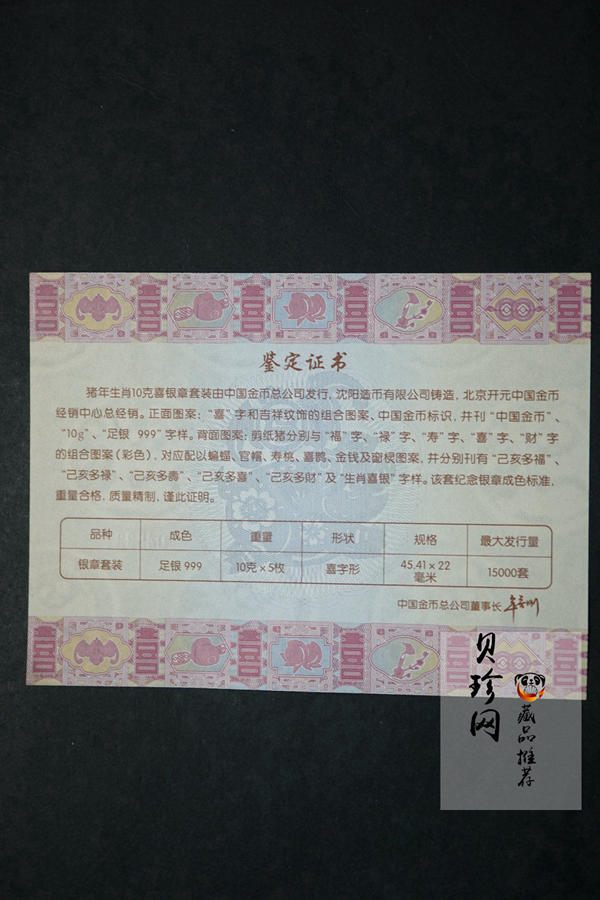 鉴定证书
猪年生肖10克喜银章套装由中国金币总公司发行，沈阳造币有限公司铸造，北京开元中国金币
经销中心总经销。正面图案：“喜”字和吉祥纹饰的组合图案、中国金币标识，并刊“中国金币”、
“10g”、“足银 999”字样。背面图案：剪纸猪分别与“福”字、“禄”字、“寿”字、“喜”字、“财”字
的组合图案（彩色），对应配以蝙蝠、官帽、寿桃、喜鹊、金钱及窗棂图案，并分别刊有“己亥多福”、
“己亥多禄”、“己亥多壽”、“己亥多喜”、“己亥多財”及“生肖喜银”字样。该套纪念银章成色标准，
重量合格，质量精制，谨此证明。
品种 成色 重量 形状 规格 最大发行量
银章套装 足银 999 10克×5枚 喜字形 45.41×22 毫米 15000套
中国金币总公司董事长
贝珍网
藏品推荐